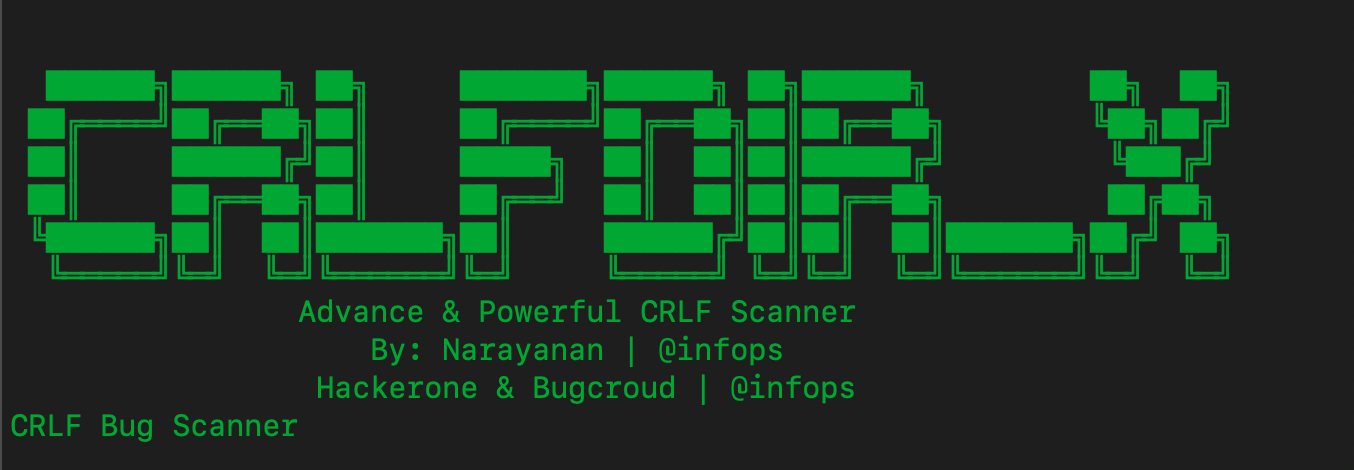 CRLFDIR_X
Advance & Powerful CRLF Scanner
By: Narayanan | @infops
Hackerone & Bugcroud | @infops
CRLF Bug Scanner